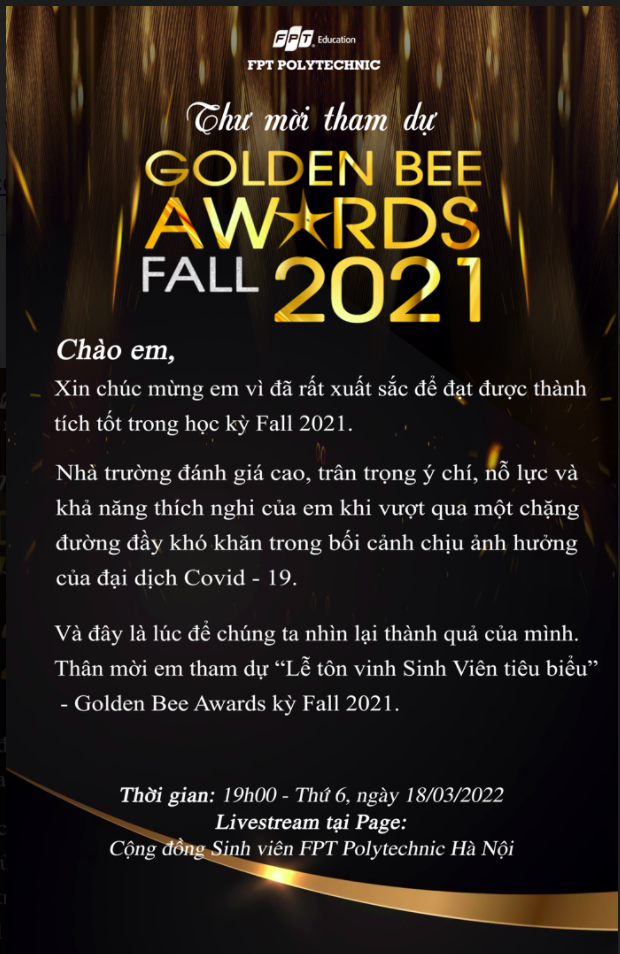 FPT Education
FPT POLYTECHNIC
Thư mời tham dự
GOLDEN BEE
AWARDS
FALL 2021
Chào em,
Xin chúc mừng em vì đã rất xuất sắc để đạt được thành
tích tốt trong học kỳ Fall 2021.
Nhà trường đánh giá cao, trân trọng ý chí, nỗ lực và
khả năng thích nghi của em khi vượt qua một chặng
đường đầy khó khăn trong bối cảnh chịu ảnh hưởng
của đại dịch Covid - 19.
Và đây là lúc để chúng ta nhìn lại thành quả của mình.
Thân mời em tham dự “Lễ tôn vinh Sinh Viên tiêu biểu”
- Golden Bee Awards kỳ Fall 2021.
Thời gian: 19h00 - Thứ 6, ngày 18/03/2022
Livestream tại Page:
Cộng đồng Sinh viên FPT Polytechnic Hà Nội